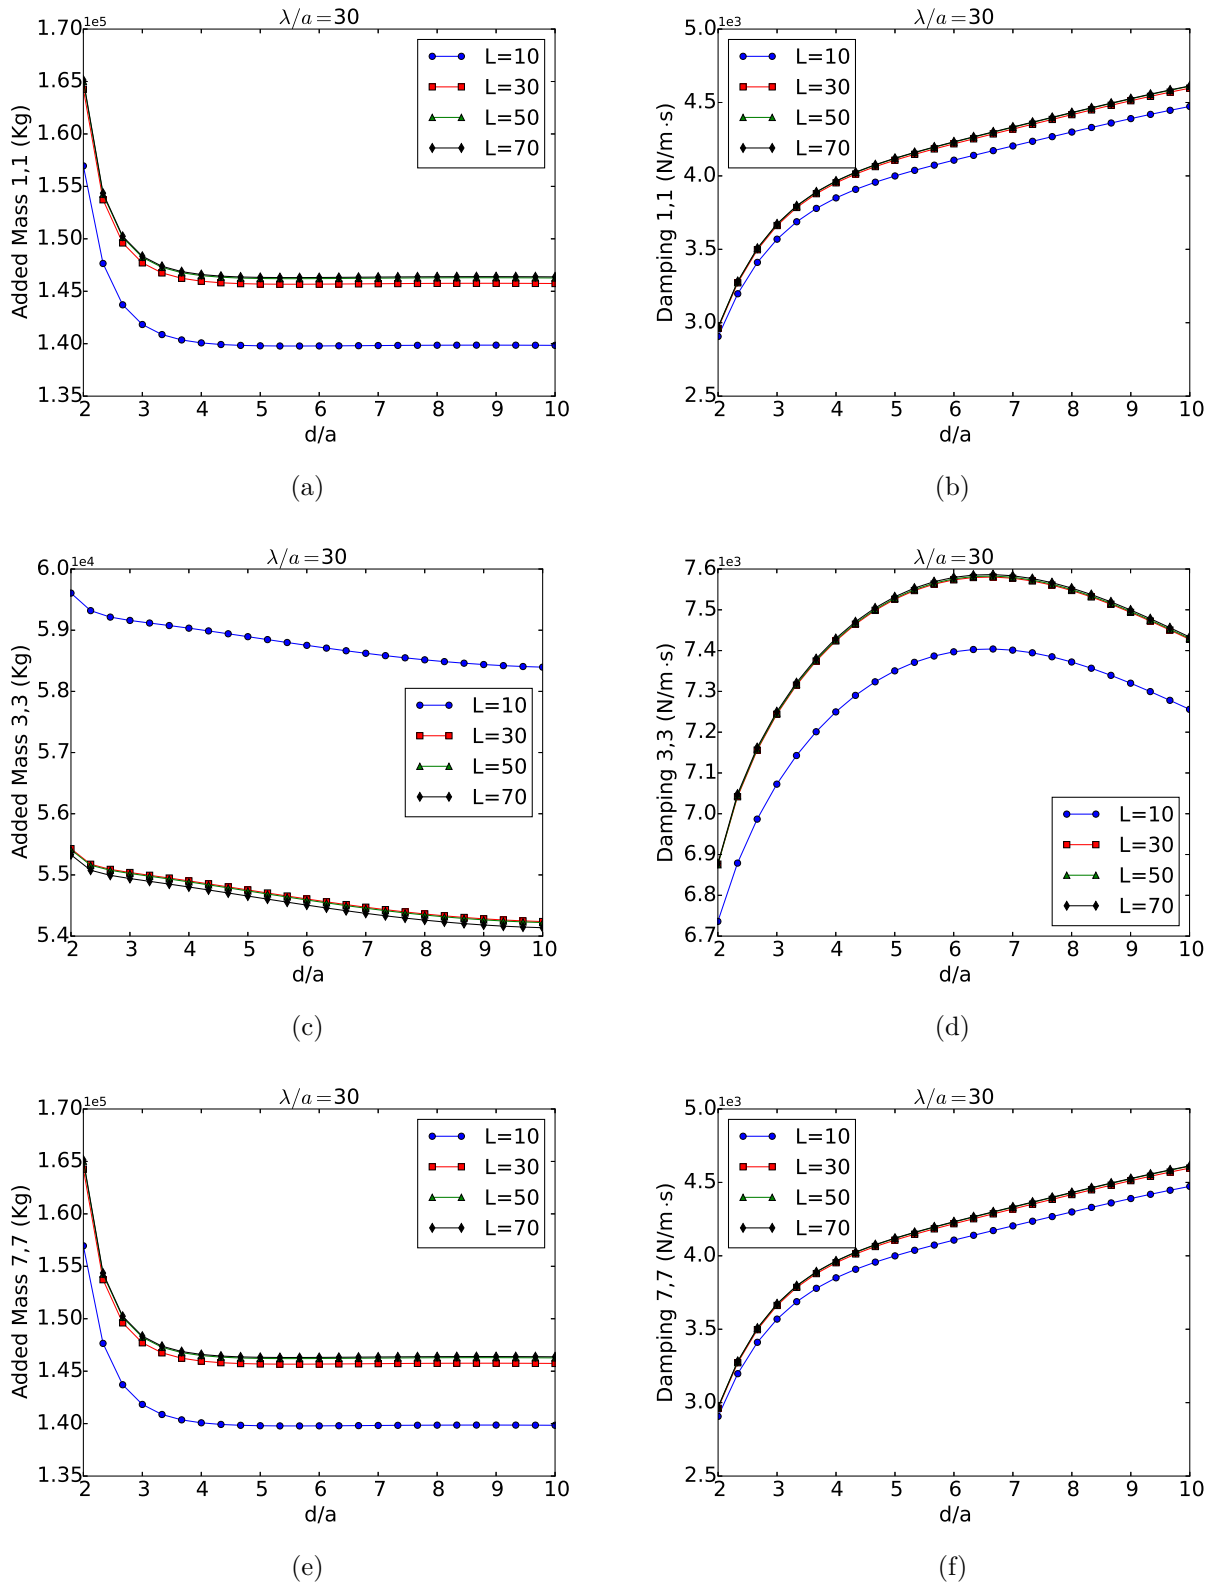 λ/a=30
1e5
1.70
1.65
1.60
1.55
1.50
1.45
1.40
1.35
Added Mass 1,1 (Kg)
L=10
L=30
L=50
L=70
2 3 4 5 6 7 8 9 10
d/a
(a)
λ/a=30
1e3
5.0
4.5
4.0
3.5
3.0
2.5
Damping 1,1 (N/m·s)
L=10
L=30
L=50
L=70
2 3 4 5 6 7 8 9 10
d/a
(b)
λ/a=30
1e4
6.0
5.9
5.8
5.7
5.6
5.5
5.4
Added Mass 3,3 (Kg)
L=10
L=30
L=50
L=70
2 3 4 5 6 7 8 9 10
d/a
(c)
λ/a=30
1e3
7.6
7.5
7.4
7.3
7.2
7.1
7.0
6.9
6.8
6.7
Damping 3,3 (N/m·s)
L=10
L=30
L=50
L=70
2 3 4 5 6 7 8 9 10
d/a
(d)
λ/a=30
1e5
1.70
1.65
1.60
1.55
1.50
1.45
1.40
1.35
Added Mass 7,7 (Kg)
L=10
L=30
L=50
L=70
2 3 4 5 6 7 8 9 10
d/a
(e)
λ/a=30
1e3
5.0
4.5
4.0
3.5
3.0
2.5
Damping 7,7 (N/m·s)
L=10
L=30
L=50
L=70
2 3 4 5 6 7 8 9 10
d/a
(f)